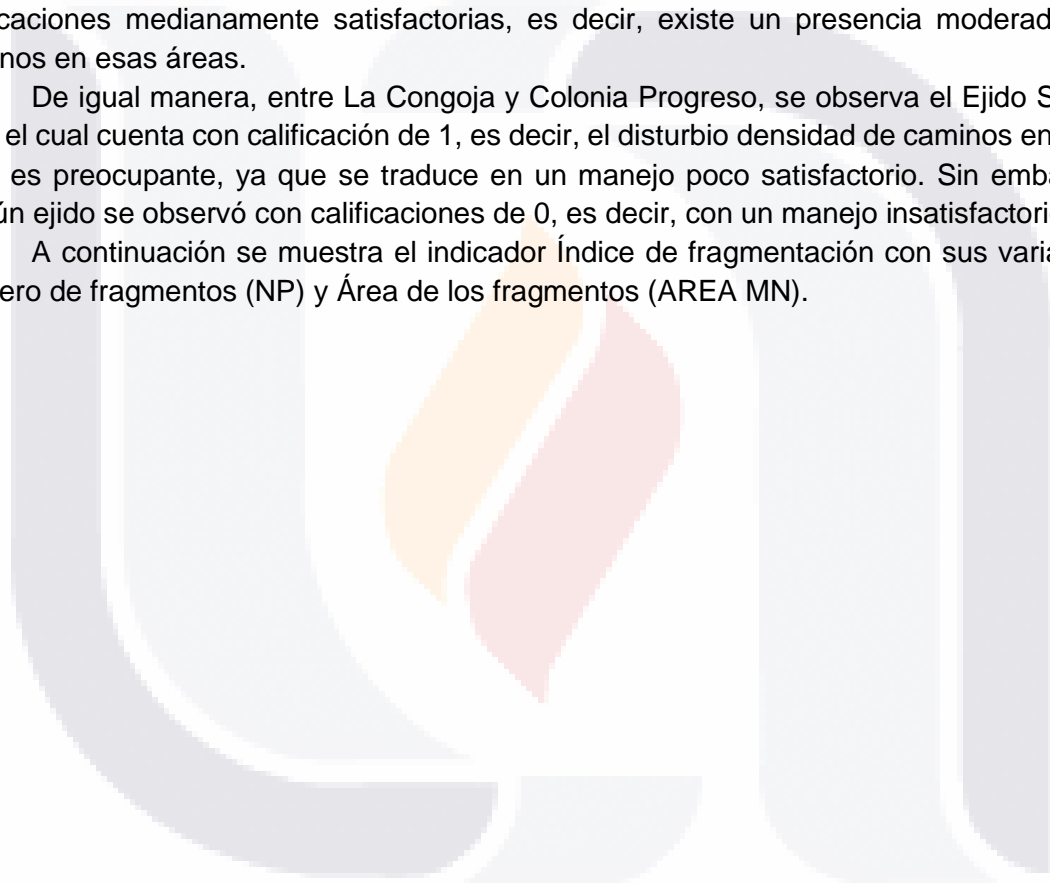 caciones medianamente satisfactorias, es decir, existe un presencia moderad
nos en esas áreas.
De igual manera, entre La Congoja y Colonia Progreso, se observa el Ejido S
el cual cuenta con calificación de 1, es decir, el disturbio densidad de caminos en
es preocupante, ya que se traduce en un manejo poco satisfactorio. Sin emba
ún ejido se observó con calificaciones de 0, es decir, con un manejo insatisfactori
A continuación se muestra el indicador Índice de fragmentación con sus varia
ero de fragmentos (NP) y Área de los fragmentos (AREA MN).